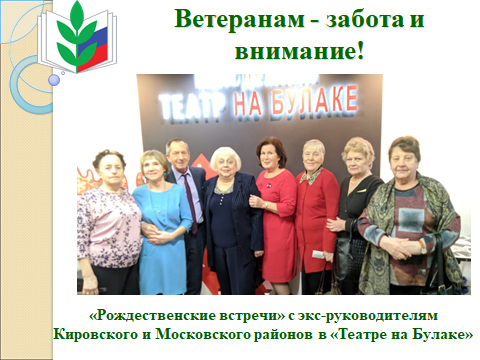 Ветеранам - забота и
внимание!
ТЕАТР НА БУЛАКЕ
«Рождественские встречи» с экс-руководителям
Кировского и Московского районов в «Театре на Булаке»